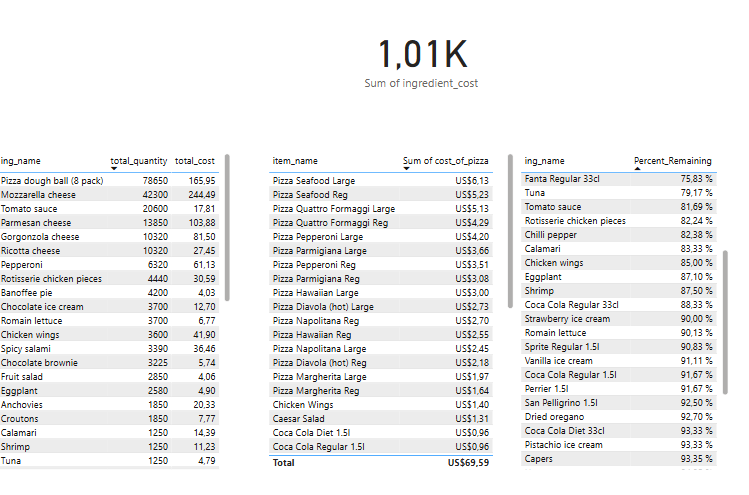 1,01K
Sum of ingredient_cost
ing_name total_quantity total_cost
Pizza dough ball (8 pack) 78650 165,95
Mozzarella cheese 42300 244,49
Tomato sauce 20600 17,81
Parmesan cheese 13850 103,88
Gorgonzola cheese 10320 81,50
Ricotta cheese 10320 27,45
Pepperoni 6320 61,13
Rotisserie chicken pieces 4440 30,59
Banoffee pie 4200 4,03
Chocolate ice cream 3700 12,70
Romain lettuce 3700 6,77
Chicken wings 3600 41,90
Spicy salami 3390 36,46
Chocolate brownie 3225 5,74
Fruit salad 2850 4,06
Eggplant 2580 4,90
Anchovies 1850 20,33
Croutons 1850 7,77
Calamari 1250 14,39
Shrimp 1250 11,23
Tuna 1250 4,79
item_name Sum of cost_of_pizza
Pizza Seafood Large US$6,13
Pizza Seafood Reg US$5,23
Pizza Quattro Formaggi Large US$5,13
Pizza Quattro Formaggi Reg US$4,29
Pizza Pepperoni Large US$4,20
Pizza Parmigiana Large US$3,66
Pizza Pepperoni Reg US$3,51
Pizza Parmigiana Reg US$3,08
Pizza Hawaiian Large US$3,00
Pizza Diavola (hot) Large US$2,73
Pizza Napolitana Reg US$2,70
Pizza Hawaiian Reg US$2,55
Pizza Napolitana Large US$2,45
Pizza Diavola (hot) Reg US$2,18
Pizza Margherita Large US$1,97
Pizza Margherita Reg US$1,64
Chicken Wings US$1,40
Caesar Salad US$1,31
Coca Cola Diet 1.5l US$0,96
Coca Cola Regular 1.5l US$0,96
Total US$69,59
ing_name Percent_Remaining
Fanta Regular 33cl 75,83 %
Tuna 79,17 %
Tomato sauce 81,69 %
Rotisserie chicken pieces 82,24 %
Chilli pepper 82,38 %
Calamari 83,33 %
Chicken wings 85,00 %
Eggplant 87,10 %
Shrimp 87,50 %
Coca Cola Regular 33cl 88,33 %
Strawberry ice cream 90,00 %
Romain lettuce 90,13 %
Sprite Regular 1.5l 90,83 %
Vanilla ice cream 91,11 %
Coca Cola Regular 1.5l 91,67 %
Perrier 1.5l 91,67 %
San Pelligrino 1.5l 92,50 %
Dried oregano 92,70 %
Coca Cola Diet 33cl 93,33 %
Pistachio ice cream 93,33 %
Capers 93,35 %